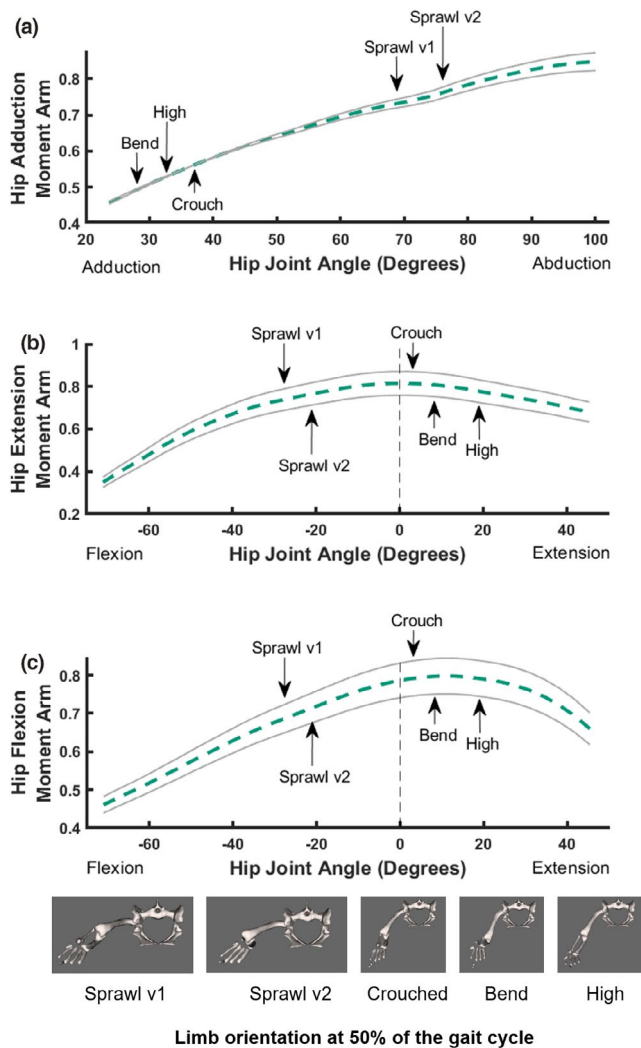 (a)
Sprawl v2
Sprawl v1
High
Bend
Crouch
Hip Adduction
Moment Arm
0.8
0.7
0.6
0.5
0.4
20 30 40 50 60 70 80 90 100
Adduction Hip Joint Angle (Degrees) Abduction
(b)
Sprawl v1 Crouch
Sprawl v2 Bend High
Hip Extension
Moment Arm
1
0.8
0.6
0.4
0.2
-60 -40 -20 0 20 40
Flexion Hip Joint Angle (Degrees) Extension
(c)
Crouch
Sprawl v1
Sprawl v2 Bend High
Hip Flexion
Moment Arm
0.8
0.7
0.6
0.5
0.4
-60 -40 -20 0 20 40
Flexion Hip Joint Angle (Degrees) Extension
Sprawl v1 Sprawl v2 Crouched Bend High
Limb orientation at 50% of the gait cycle